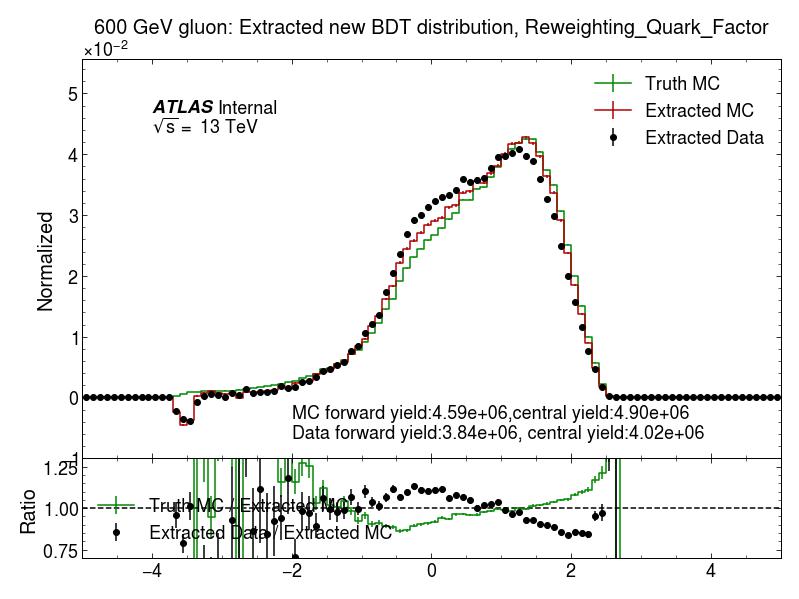 600 GeV gluon: Extracted new BDT distribution, Reweighting_Quark_Factor
×10⁻²
ATLAS Internal
√s = 13 TeV
Truth MC
Extracted MC
Extracted Data
Normalized
5
4
3
2
1
0
MC forward yield:4.59e+06,central yield:4.90e+06
Data forward yield:3.84e+06, central yield:4.02e+06
Ratio
1
1.25
1.00
0.75
Truth MC / Extracted MC
Extracted Data / Extracted MC
−4 −2 0 2 4